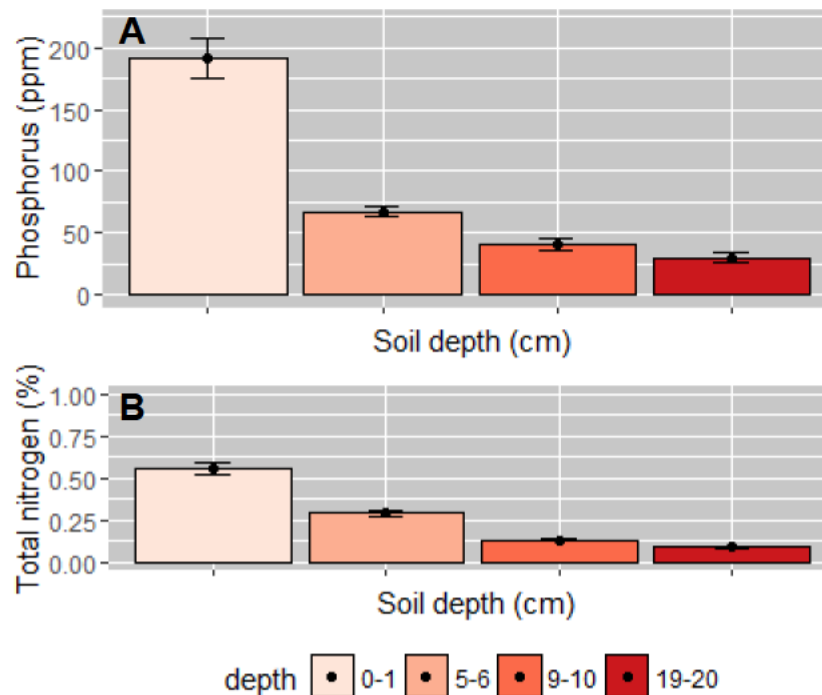 A
Phosphorus (ppm)
200
150
100
50
0
Soil depth (cm)
B
Total nitrogen (%)
1.00
0.75
0.50
0.25
0.00
Soil depth (cm)
depth 0-1 5-6 9-10 19-20